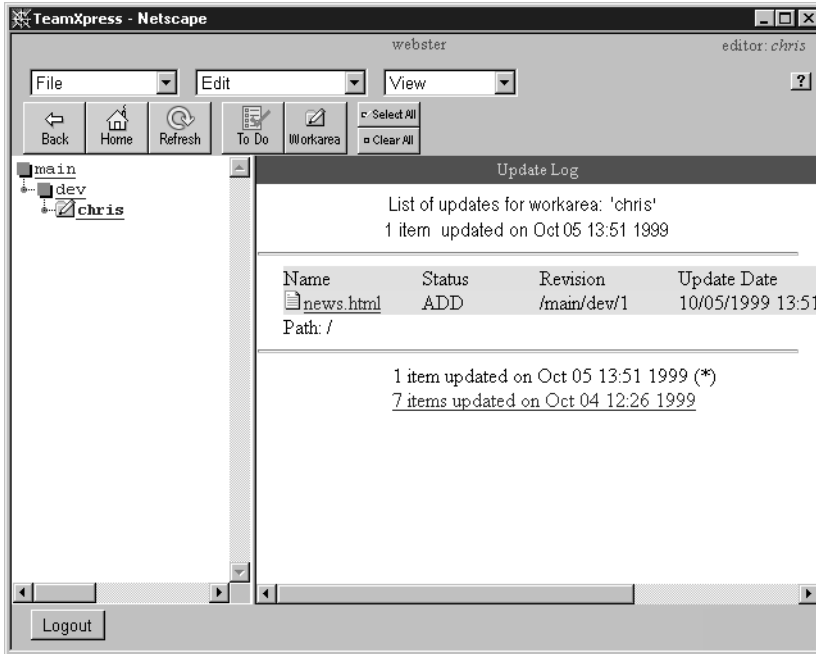 TeamXpress - Netscape
webster editor: chris
File Edit View ?
Back Home Refresh To Do Workarea Select All
Clear All
main
dev
chris
Update Log
List of updates for workarea: 'chris'
1 item updated on Oct 05 13:51 1999
Name Status Revision Update Date
news.html ADD /main/dev/1 10/05/1999 13:51
Path: /
1 item updated on Oct 05 13:51 1999 (*)
7 items updated on Oct 04 12:26 1999
Logout